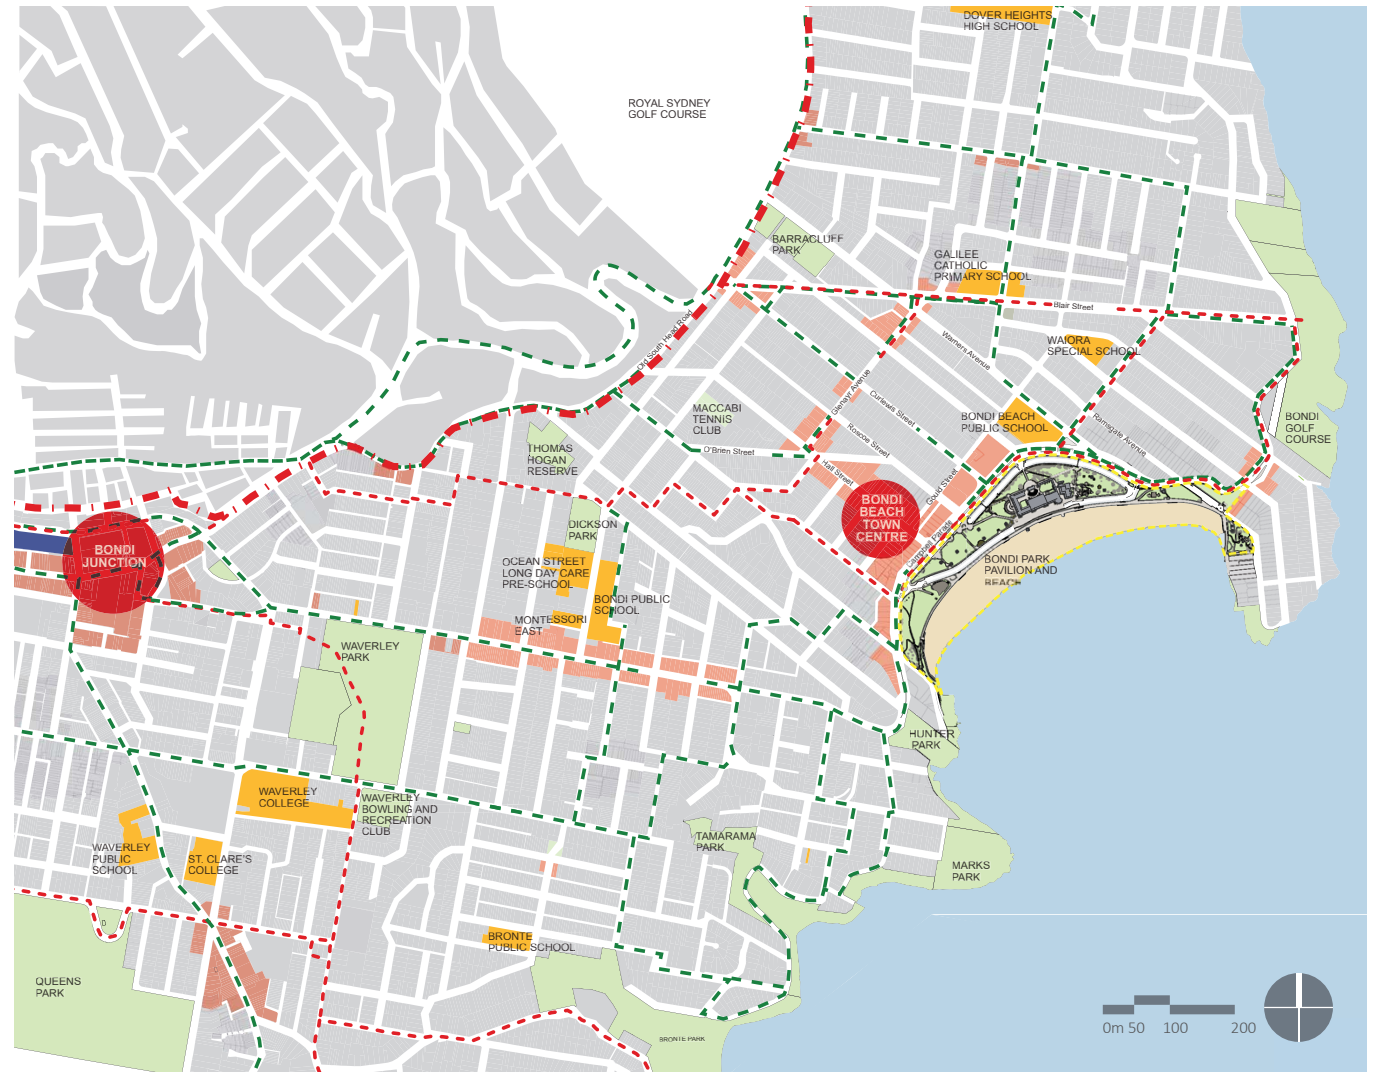 DOVER HEIGHTS
HIGH SCHOOL
ROYAL SYDNEY
GOLF COURSE
BARRACLUFF
PARK
GALILEE
CATHOLIC
PRIMARY SCHOOL
Blair Street
Old South Head Road
Warners Avenue
WAIORA
SPECIAL SCHOOL
Glenayr Avenue
Curlewis Street
MACCABI
TENNIS
CLUB
BONDI BEACH
PUBLIC SCHOOL
Ramsgate Avenue
BONDI
GOLF
COURSE
Roscoe Street
O'Brien Street
THOMAS
HOGAN
RESERVE
Hall Street
Gould Street
BONDI
BEACH
TOWN
CENTRE
DICKSON
PARK
Campbell Parade
BONDI
JUNCTION
OCEAN STREET
LONG DAY CARE
PRE-SCHOOL
BONDI PARK
PAVILION AND
BEACH
BONDI PUBLIC
SCHOOL
MONTESSORI
EAST
WAVERLEY
PARK
HUNTER
PARK
WAVERLEY
COLLEGE
WAVERLEY
BOWLING AND
RECREATION
CLUB
TAMARAMA
PARK
WAVERLEY
PUBLIC
SCHOOL
ST. CLARE'S
COLLEGE
MARKS
PARK
BRONTE
PUBLIC SCHOOL
QUEENS
PARK
BRONTE PARK
0m 50 100 200